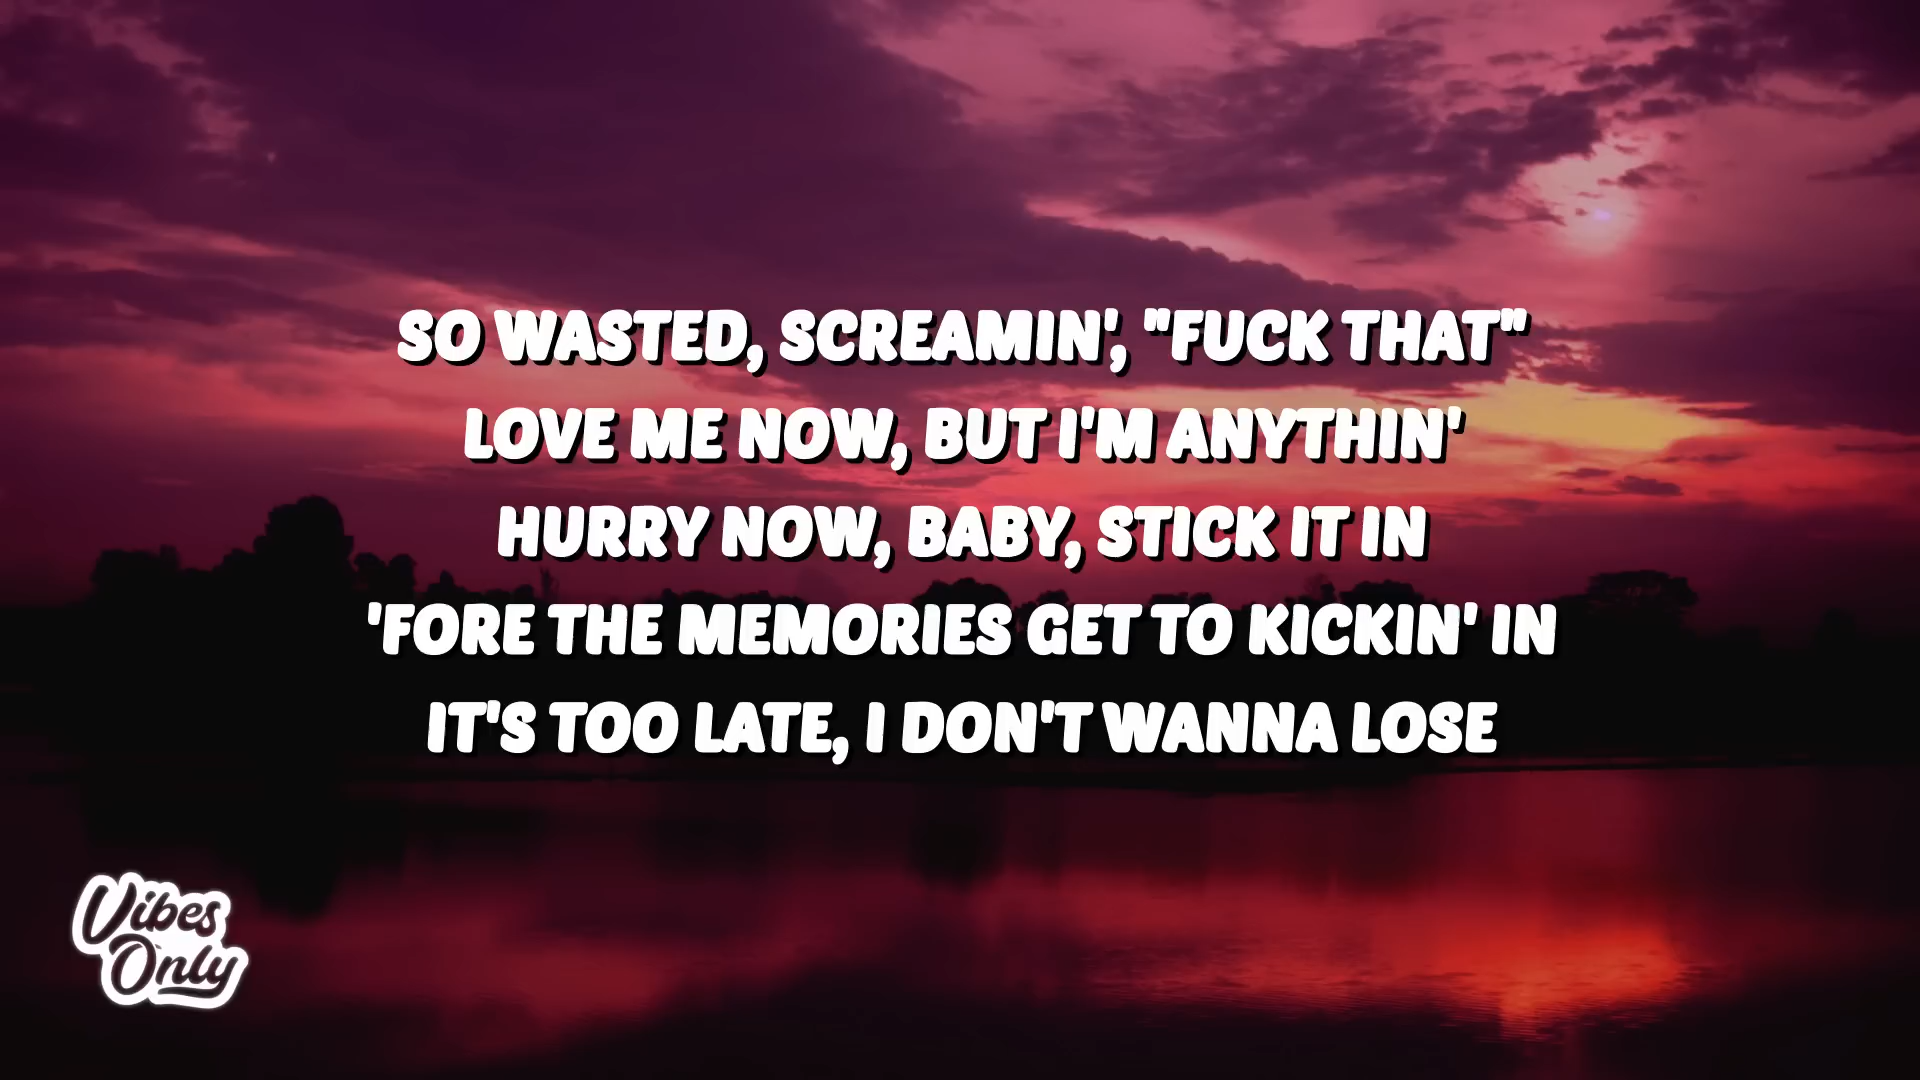 SO WASTED, SCREAMIN', "FUCK THAT"
LOVE ME NOW, BUT I'M ANYTHIN'
HURRY NOW, BABY, STICK IT IN
'FORE THE MEMORIES GET TO KICKIN' IN
IT'S TOO LATE, I DON'T WANNA LOSE
Vibes
Only